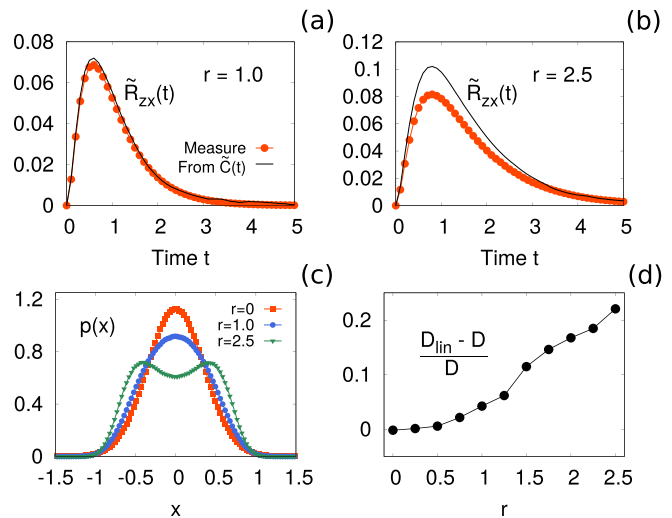 (a)
0.08
0.06
0.04
0.02
0
R̃zx(t)
r = 1.0
Measure
From C̃(t)
0 1 2 3 4 5
Time t
(b)
0.12
0.1
0.08
0.06
0.04
0.02
0
R̃zx(t)
r = 2.5
0 1 2 3 4 5
Time t
(c)
1.2
0.8
0.4
0
p(x)
r=0
r=1.0
r=2.5
-1.5 -1 -0.5 0 0.5 1 1.5
x
(d)
0.2
0.1
0
Dlin - D
D
0 0.5 1 1.5 2 2.5
r